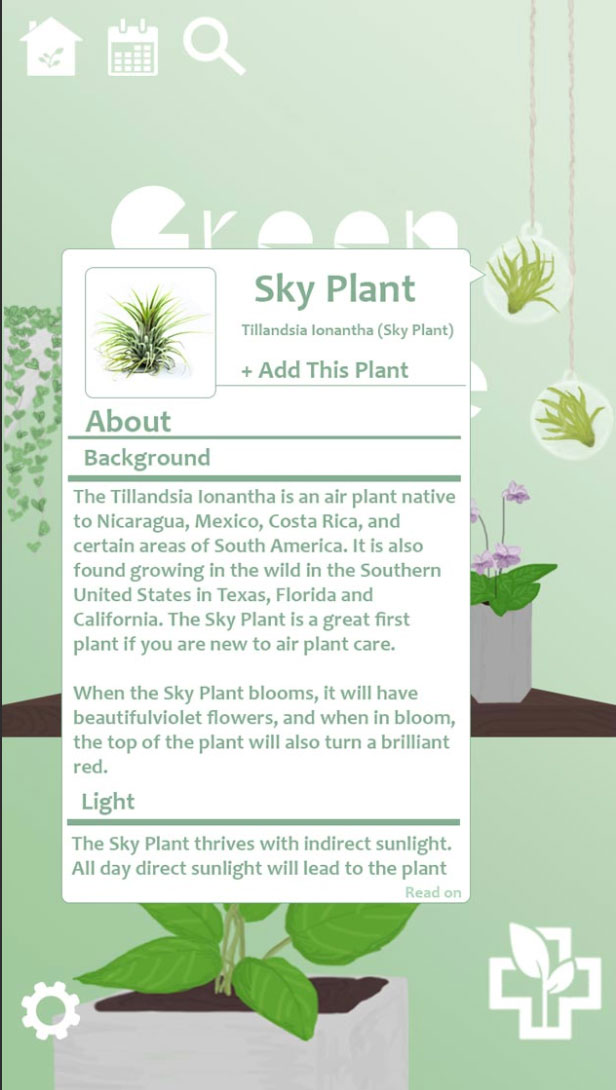 Green
Sky Plant
Tillandsia Ionantha (Sky Plant)
+ Add This Plant
About
Background
The Tillandsia Ionantha is an air plant native
to Nicaragua, Mexico, Costa Rica, and
certain areas of South America. It is also
found growing in the wild in the Southern
United States in Texas, Florida and
California. The Sky Plant is a great first
plant if you are new to air plant care.
When the Sky Plant blooms, it will have
beautifulviolet flowers, and when in bloom,
the top of the plant will also turn a brilliant
red.
Light
The Sky Plant thrives with indirect sunlight.
All day direct sunlight will lead to the plant
Read on